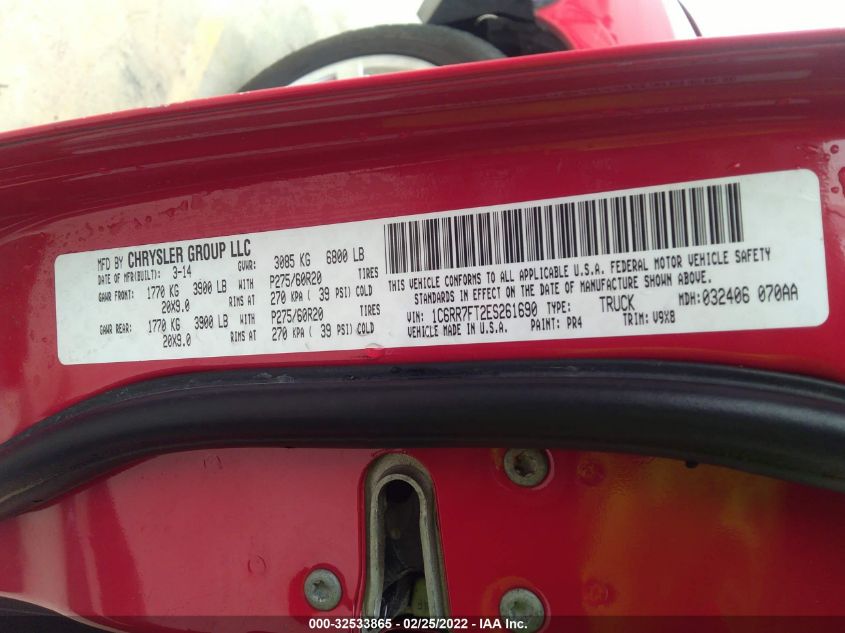 MFD BY CHRYSLER GROUP LLC
DATE OF MFR(BUILT): 3-14 GVWR: 3085 KG 6800 LB
GAWR FRONT: 1770 KG 3900 LB WITH P275/60R20 TIRES
20X9.0 RIMS AT 270 KPA ( 39 PSI) COLD
GAWR REAR: 1770 KG 3900 LB WITH P275/60R20 TIRES
20X9.0 RIMS AT 270 KPA ( 39 PSI) COLD
THIS VEHICLE CONFORMS TO ALL APPLICABLE U.S.A. FEDERAL MOTOR VEHICLE SAFETY
STANDARDS IN EFFECT ON THE DATE OF MANUFACTURE SHOWN ABOVE.
VIN: 1C6RR7FT2ES261690 TYPE: TRUCK MDH: 032406 070AA
VEHICLE MADE IN U.S.A. PAINT: PR4 TRIM: V9X8
000-32533865 - 02/25/2022 - IAA Inc.